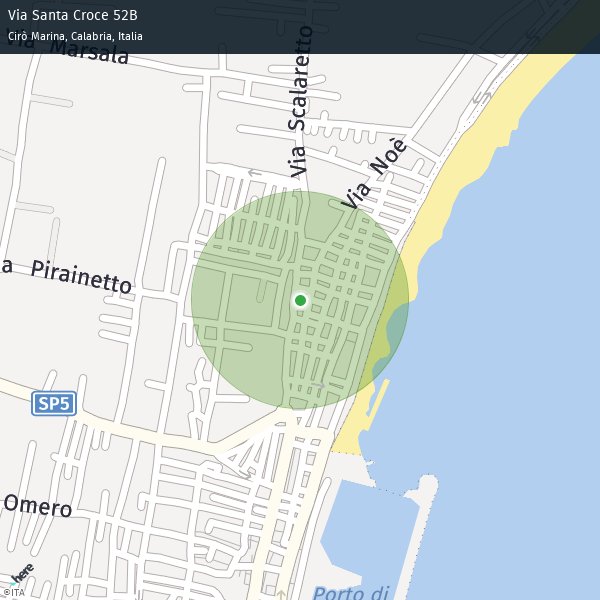 Via Santa Croce 52B
Cirò Marina, Calabria, Italia
Via Marsala
Via Scalaretto
Via Noè
a Pirainetto
SP5
Omero
here
©ITA
Porto di